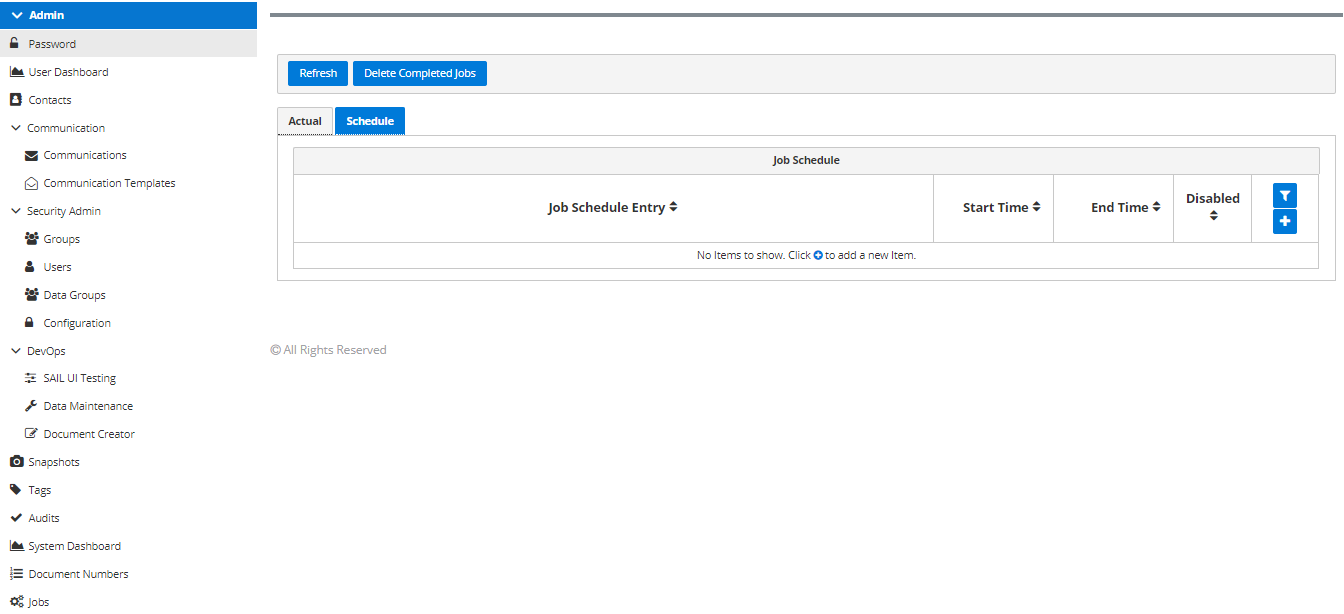 Admin
Password
User Dashboard
Contacts
Communication
Communications
Communication Templates
Security Admin
Groups
Users
Data Groups
Configuration
DevOps
SAIL UI Testing
Data Maintenance
Document Creator
Snapshots
Tags
Audits
System Dashboard
Document Numbers
Jobs
Refresh Delete Completed Jobs
Actual Schedule
Job Schedule
Job Schedule Entry Start Time End Time Disabled
No Items to show. Click to add a new Item.
© All Rights Reserved